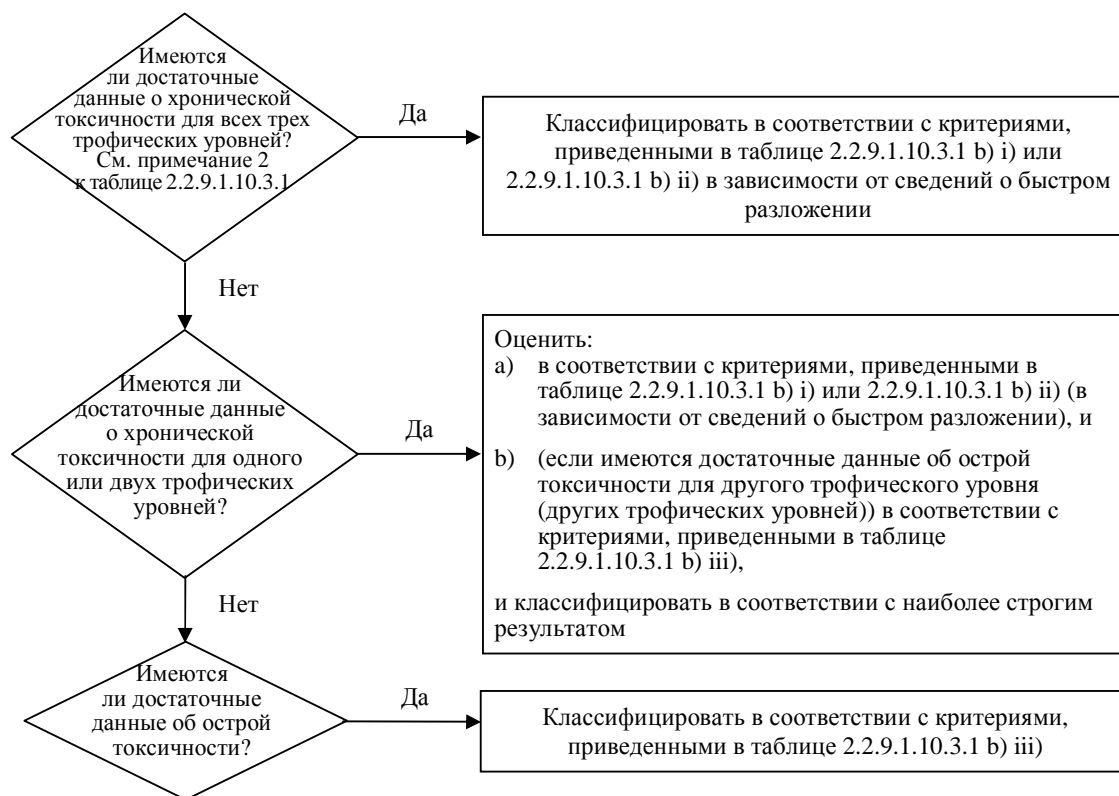 Имеются
ли достаточные
данные о хронической
токсичности для всех трех
трофических уровней?
См. примечание 2
к таблице 2.2.9.1.10.3.1
Да
Классифицировать в соответствии с критериями,
приведенными в таблице 2.2.9.1.10.3.1 b) i) или
2.2.9.1.10.3.1 b) ii) в зависимости от сведений о быстром
разложении
Нет
Имеются ли
достаточные данные
о хронической
токсичности для одного
или двух трофических
уровней?
Да
Оценить:
a) в соответствии с критериями, приведенными в
таблице 2.2.9.1.10.3.1 b) i) или 2.2.9.1.10.3.1 b) ii) (в
зависимости от сведений о быстром разложении), и
b) (если имеются достаточные данные об острой
токсичности для другого трофического уровня
(других трофических уровней)) в соответствии с
критериями, приведенными в таблице
2.2.9.1.10.3.1 b) iii),
и классифицировать в соответствии с наиболее строгим
результатом
Нет
Имеются
ли достаточные
данные об острой
токсичности?
Да
Классифицировать в соответствии с критериями,
приведенными в таблице 2.2.9.1.10.3.1 b) iii)